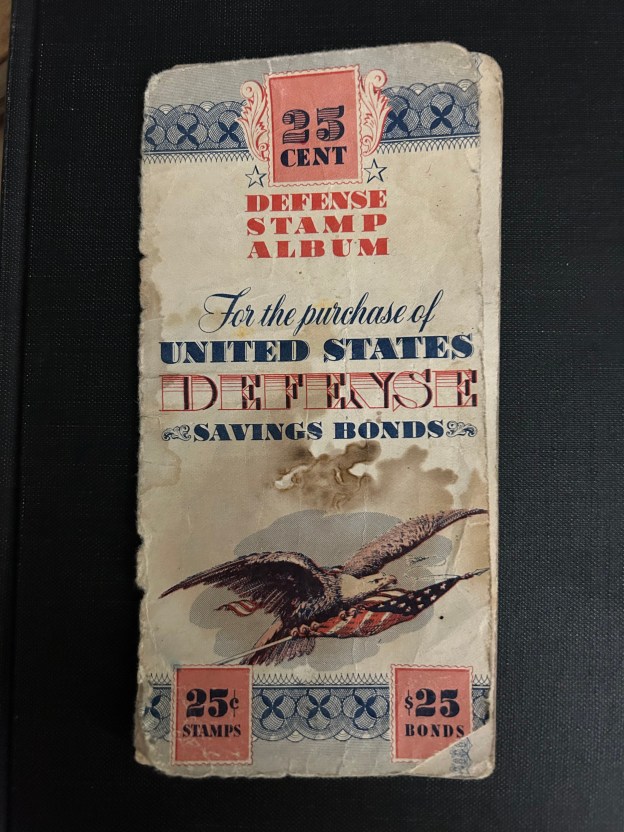 25
CENT
DEFENSE
STAMP
ALBUM
For the purchase of
UNITED STATES
DEFENSE
SAVINGS BONDS
25¢
STAMPS
$25
BONDS